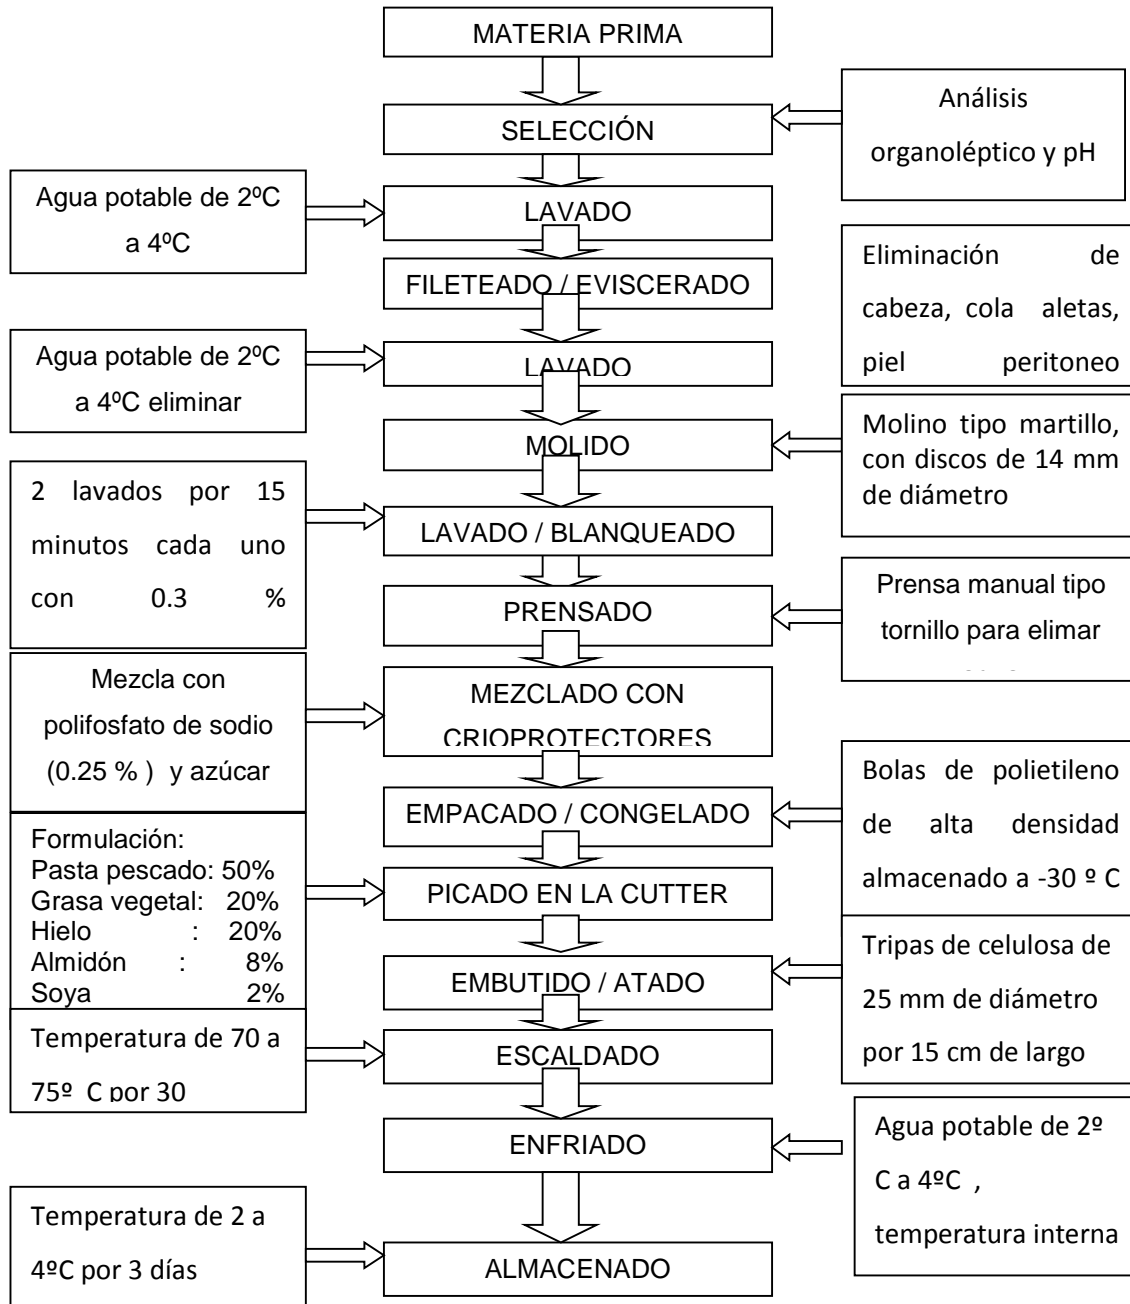 MATERIA PRIMA
Análisis
organoléptico y pH
SELECCIÓN
Agua potable de 2ºC
a 4ºC
LAVADO
Eliminación de
cabeza, cola aletas,
piel peritoneo
FILETEADO / EVISCERADO
Agua potable de 2ºC
a 4ºC eliminar
LAVADO
Molino tipo martillo,
con discos de 14 mm
de diámetro
MOLIDO
2 lavados por 15
minutos cada uno
con 0.3 %
LAVADO / BLANQUEADO
Prensa manual tipo
tornillo para elimar
PRENSADO
Mezcla con
polifosfato de sodio
(0.25 % ) y azúcar
MEZCLADO CON
CRIOPROTECTORES
Bolas de polietileno
de alta densidad
almacenado a -30 º C
EMPACADO / CONGELADO
Formulación:
Pasta pescado: 50%
Grasa vegetal: 20%
Hielo : 20%
Almidón : 8%
Soya 2%
PICADO EN LA CUTTER
Tripas de celulosa de
25 mm de diámetro
por 15 cm de largo
EMBUTIDO / ATADO
Temperatura de 70 a
75º C por 30
ESCALDADO
Agua potable de 2º
C a 4ºC ,
temperatura interna
ENFRIADO
Temperatura de 2 a
4ºC por 3 días
ALMACENADO